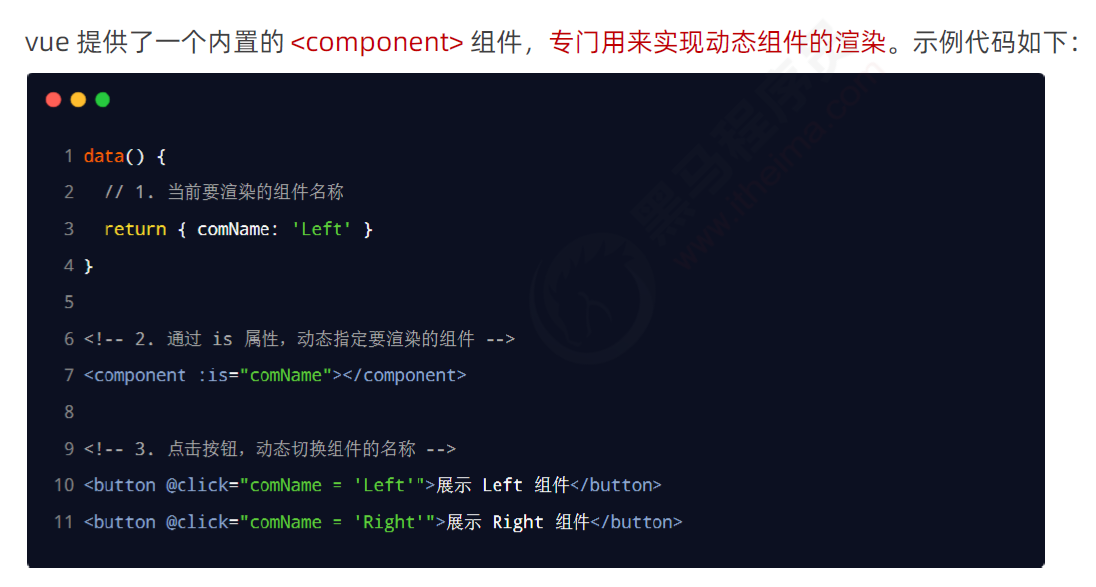 vue 提供了一个内置的 <component> 组件，专门用来实现动态组件的渲染。示例代码如下：
1 data() {
2   // 1. 当前要渲染的组件名称
3   return { comName: 'Left' }
4 }
5
6 <!-- 2. 通过 is 属性，动态指定要渲染的组件 -->
7 <component :is="comName"></component>
8
9 <!-- 3. 点击按钮，动态切换组件的名称 -->
10 <button @click="comName = 'Left'">展示 Left 组件</button>
11 <button @click="comName = 'Right'">展示 Right 组件</button>
黑马程序员
www.itheima.com